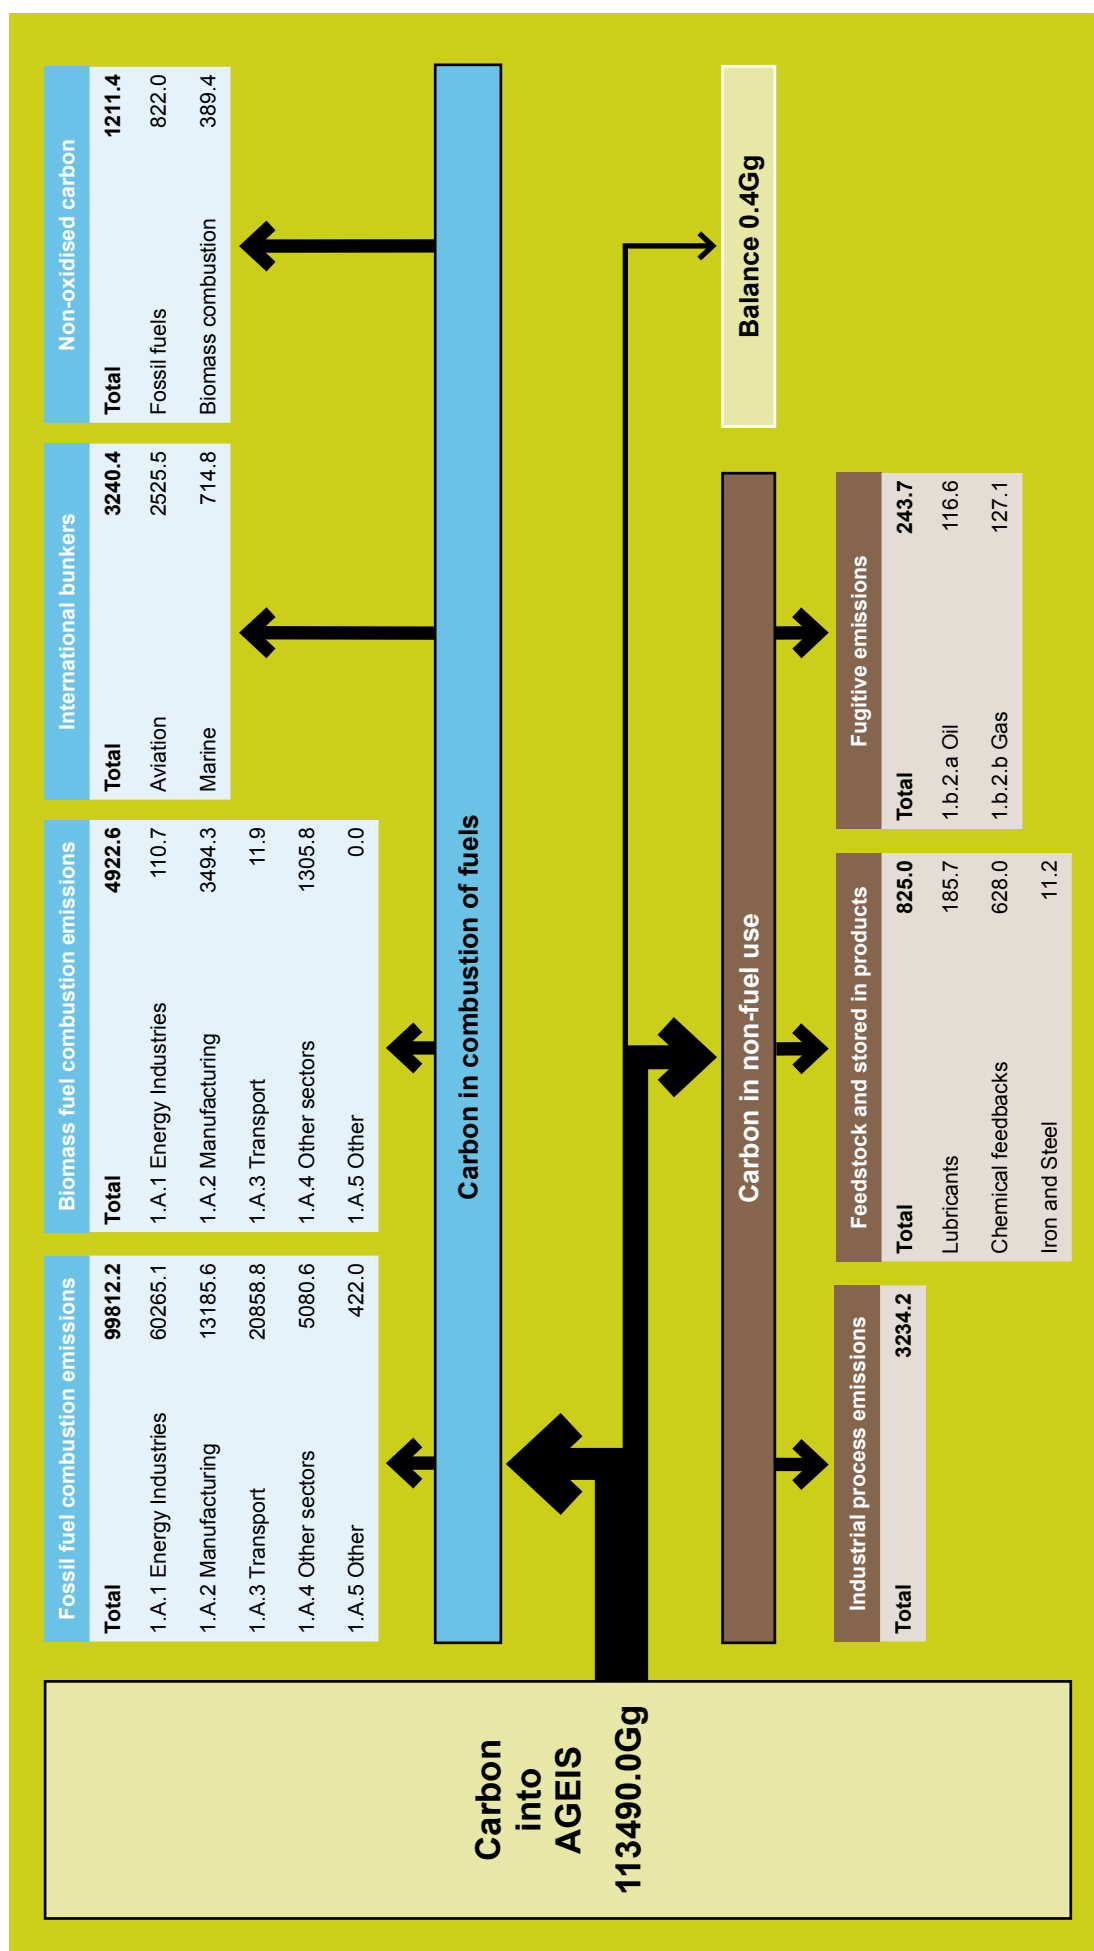 Carbon
into
AGEIS
113490.0Gg
Fossil fuel combustion emissions
Total 99812.2
1.A.1 Energy Industries 60265.1
1.A.2 Manufacturing 13185.6
1.A.3 Transport 20858.8
1.A.4 Other sectors 5080.6
1.A.5 Other 422.0
Biomass fuel combustion emissions
Total 4922.6
1.A.1 Energy Industries 110.7
1.A.2 Manufacturing 3494.3
1.A.3 Transport 11.9
1.A.4 Other sectors 1305.8
1.A.5 Other 0.0
International bunkers
Total 3240.4
Aviation 2525.5
Marine 714.8
Non-oxidised carbon
Total 1211.4
Fossil fuels 822.0
Biomass combustion 389.4
Carbon in combustion of fuels
Carbon in non-fuel use
Balance 0.4Gg
Industrial process emissions
Total 3234.2
Feedstock and stored in products
Total 825.0
Lubricants 185.7
Chemical feedbacks 628.0
Iron and Steel 11.2
Fugitive emissions
Total 243.7
1.b.2.a Oil 116.6
1.b.2.b Gas 127.1